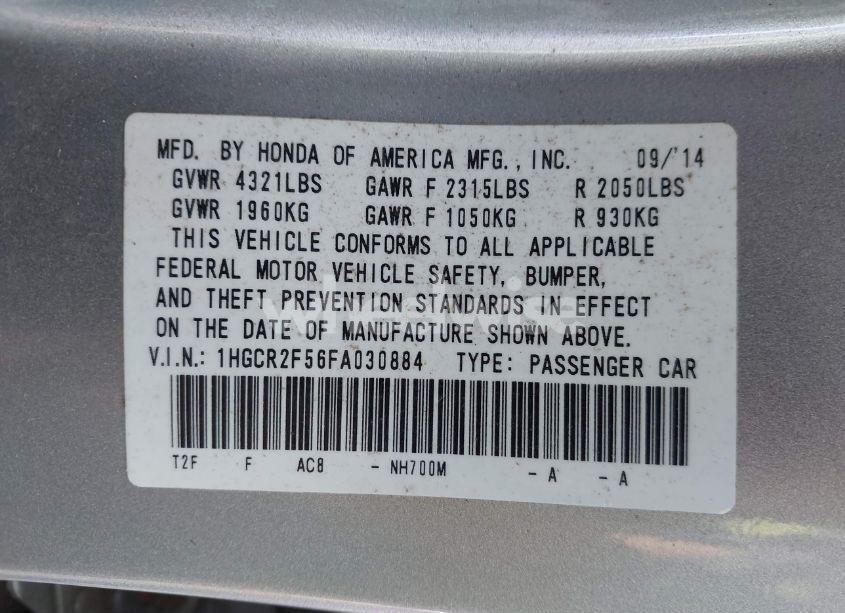 MFD. BY HONDA OF AMERICA MFG., INC. 09/'14
GVWR 4321LBS GAWR F 2315LBS R 2050LBS
GVWR 1960KG GAWR F 1050KG R 930KG
THIS VEHICLE CONFORMS TO ALL APPLICABLE
FEDERAL MOTOR VEHICLE SAFETY, BUMPER,
AND THEFT PREVENTION STANDARDS IN EFFECT
wheelwise
ON THE DATE OF MANUFACTURE SHOWN ABOVE.
V.I.N.: 1HGCR2F56FA030884 TYPE: PASSENGER CAR
T2F F AC8 - NH700M - A - A